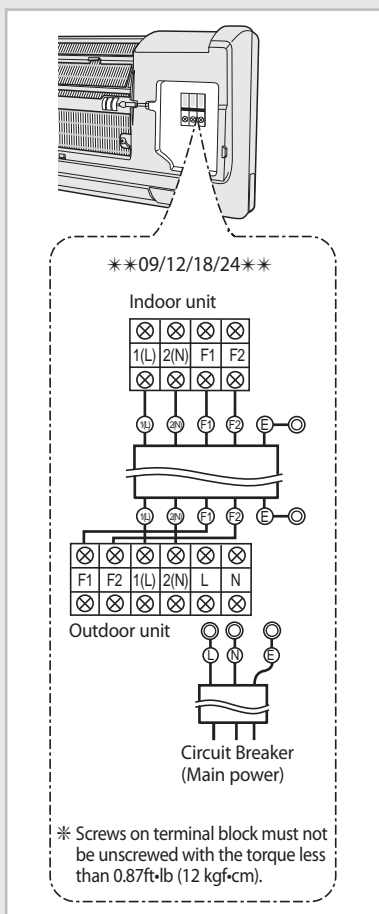 ✳✳09/12/18/24✳✳
Indoor unit
1(L) 2(N) F1 F2
1(L) 2(N) F1 F2 E
1(L) 2(N) F1 F2 E
F1 F2 1(L) 2(N) L N
Outdoor unit
L N E
Circuit Breaker
(Main power)
✳ Screws on terminal block must not
be unscrewed with the torque less
than 0.87ft•lb (12 kgf•cm).